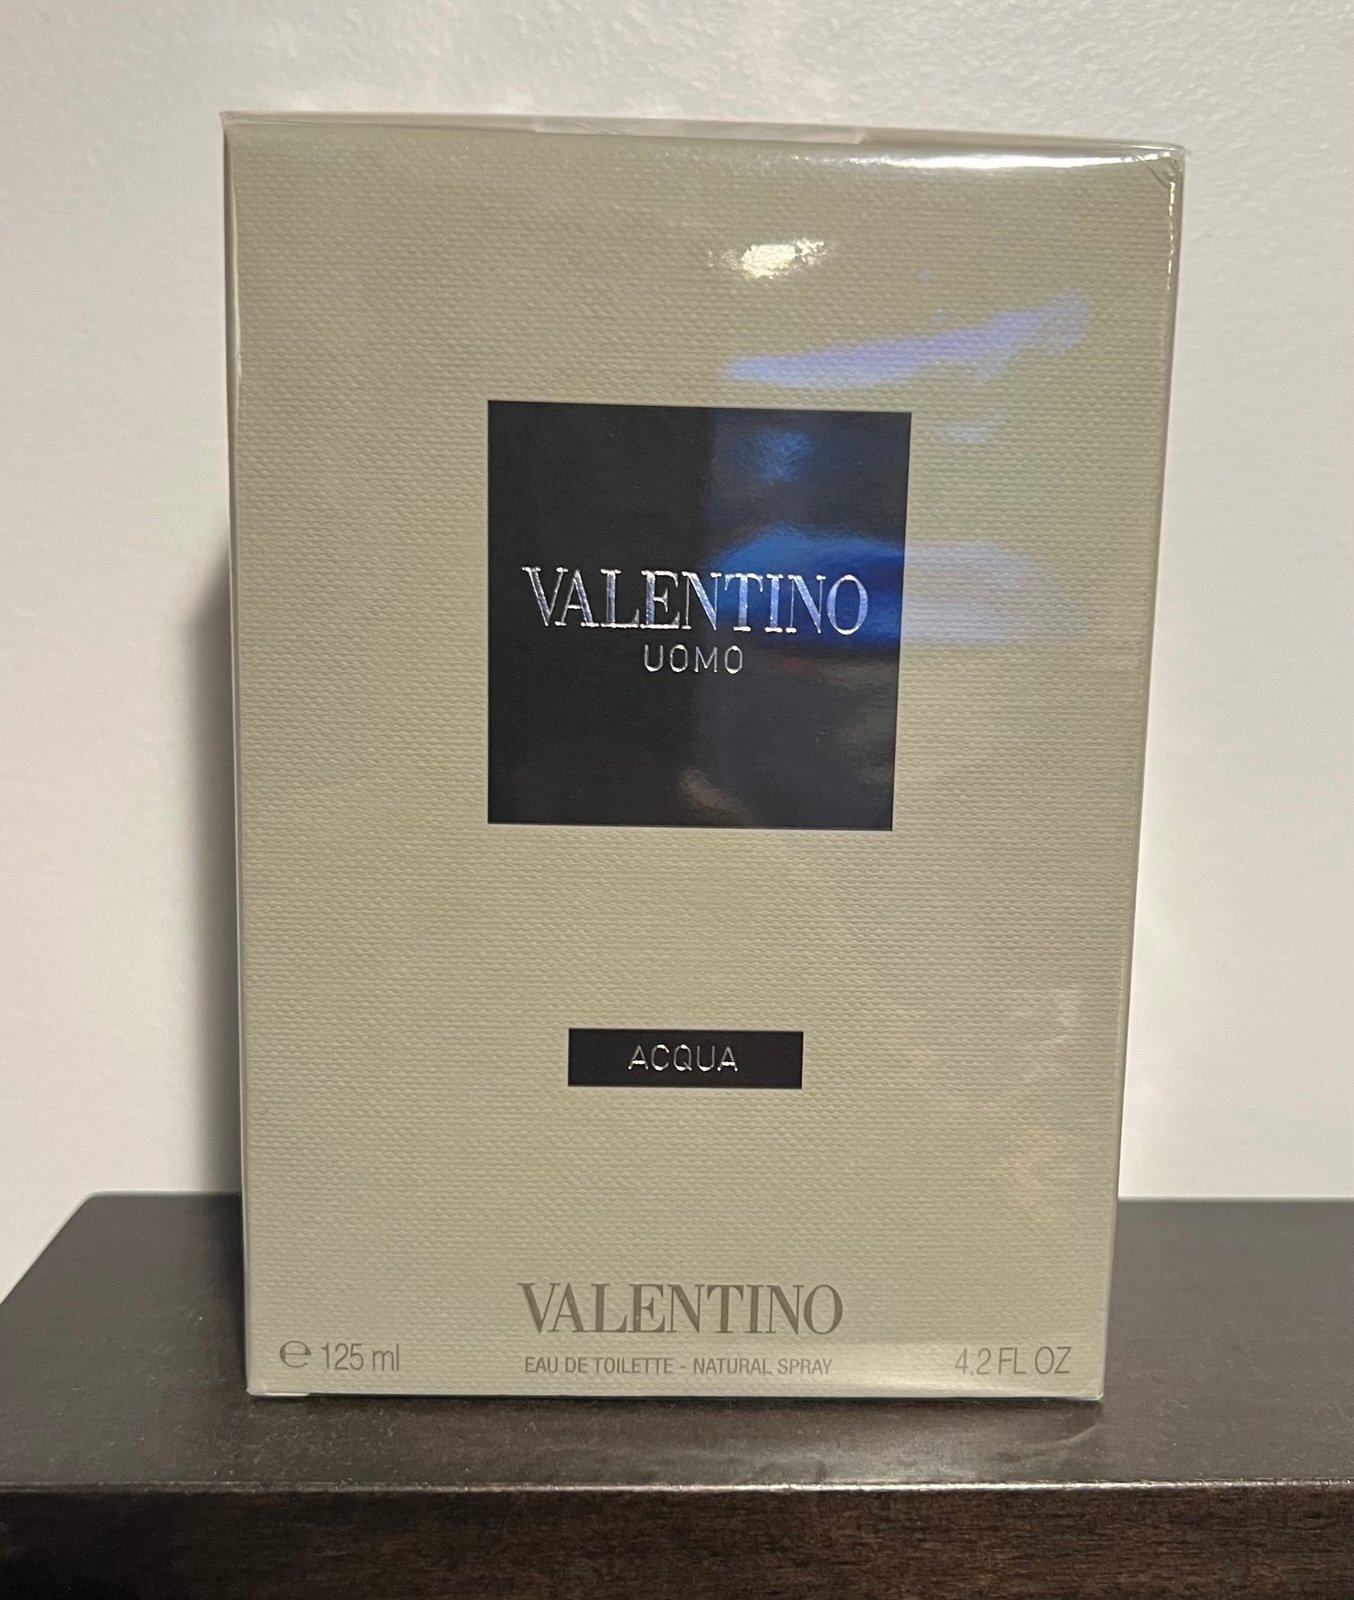 VALENTINO
UOMO
ACQUA
VALENTINO
℮ 125 ml
EAU DE TOILETTE - NATURAL SPRAY
4,2 FL OZ